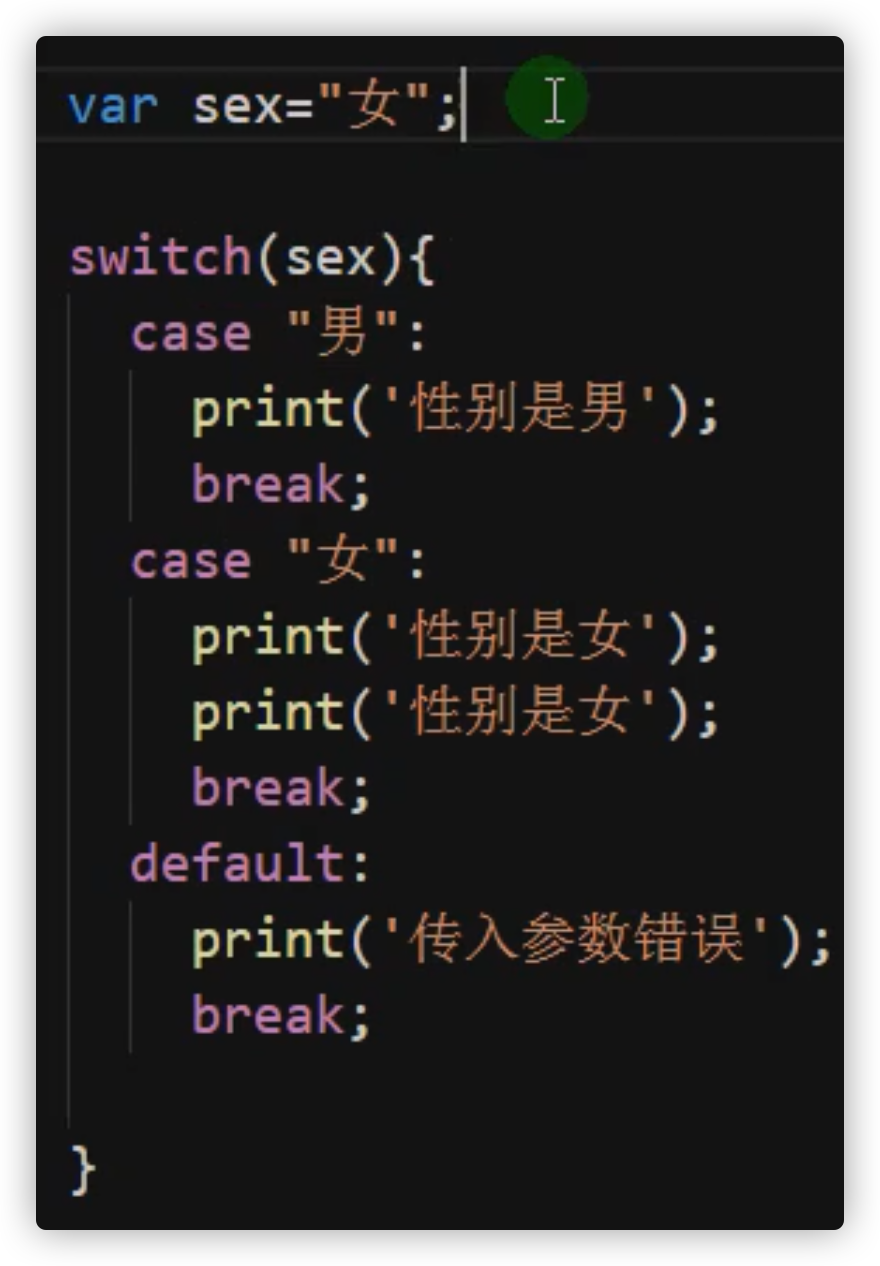 var sex="女";
switch(sex){
case "男":
print('性别是男');
break;
case "女":
print('性别是女');
print('性别是女');
break;
default:
print('传入参数错误');
break;
}